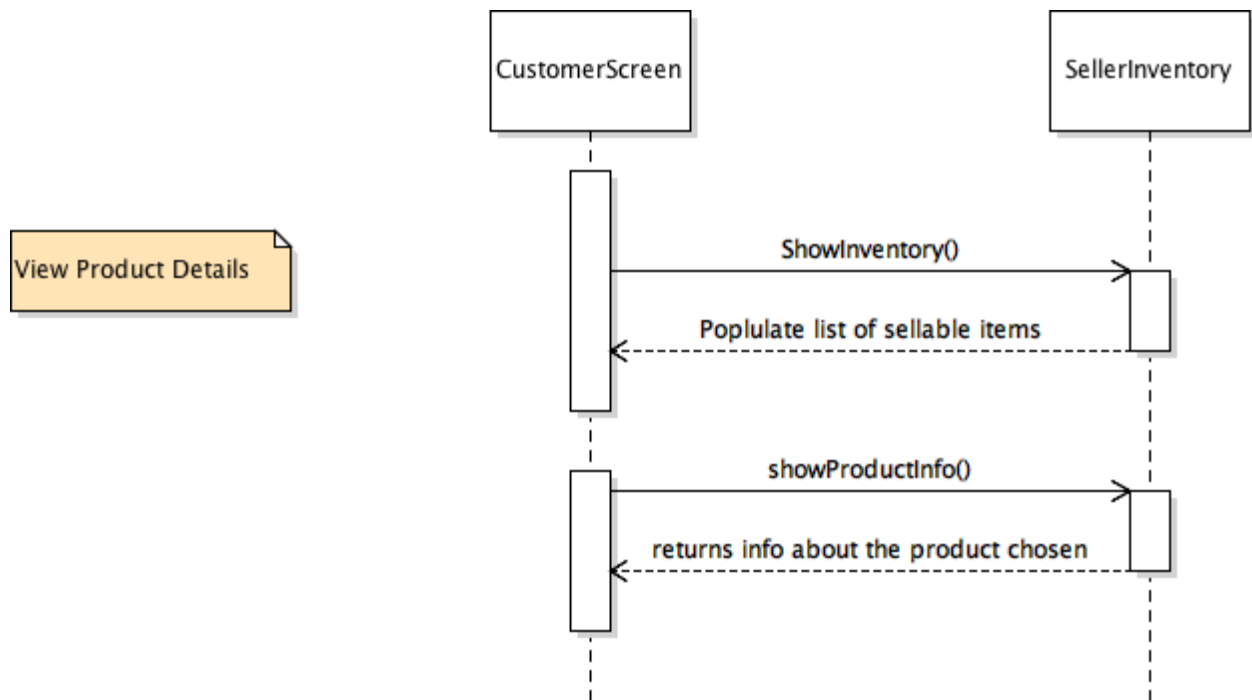 CustomerScreen
SellerInventory
View Product Details
ShowInventory()
Poplulate list of sellable items
showProductInfo()
returns info about the product chosen